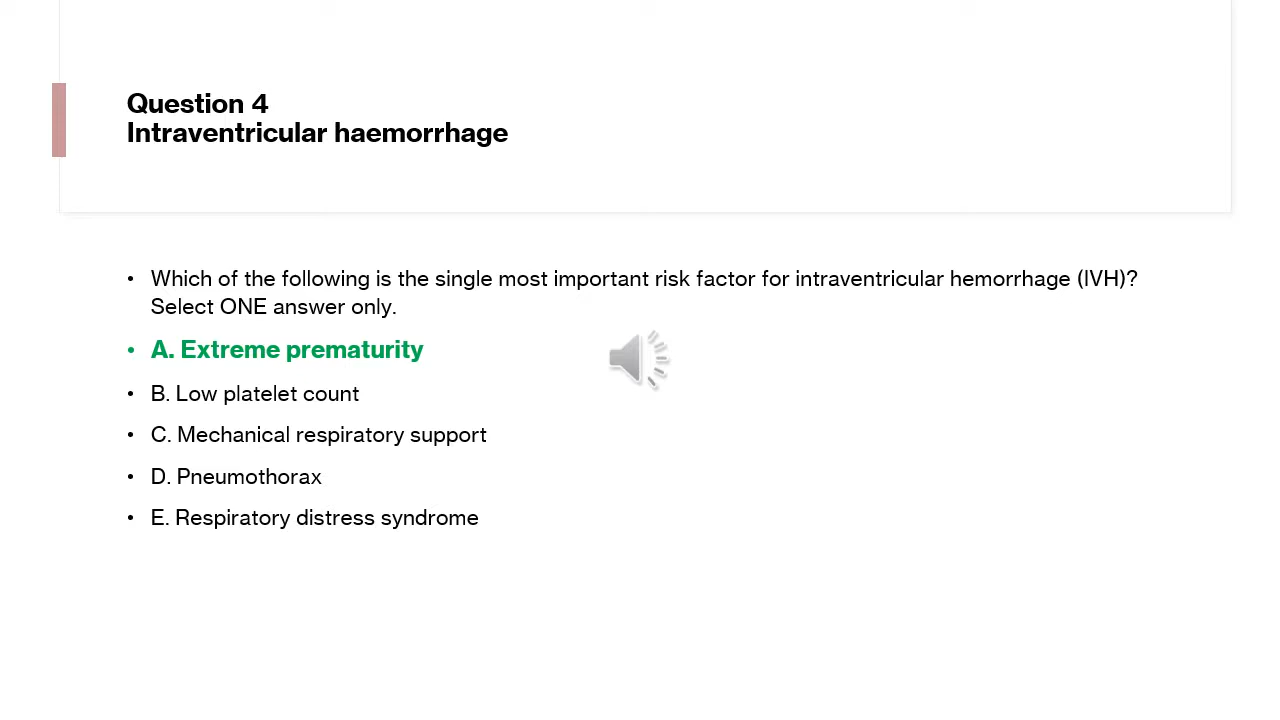 Question 4
Intraventricular haemorrhage
• Which of the following is the single most important risk factor for intraventricular hemorrhage (IVH)?
Select ONE answer only.
• A. Extreme prematurity
• B. Low platelet count
• C. Mechanical respiratory support
• D. Pneumothorax
• E. Respiratory distress syndrome